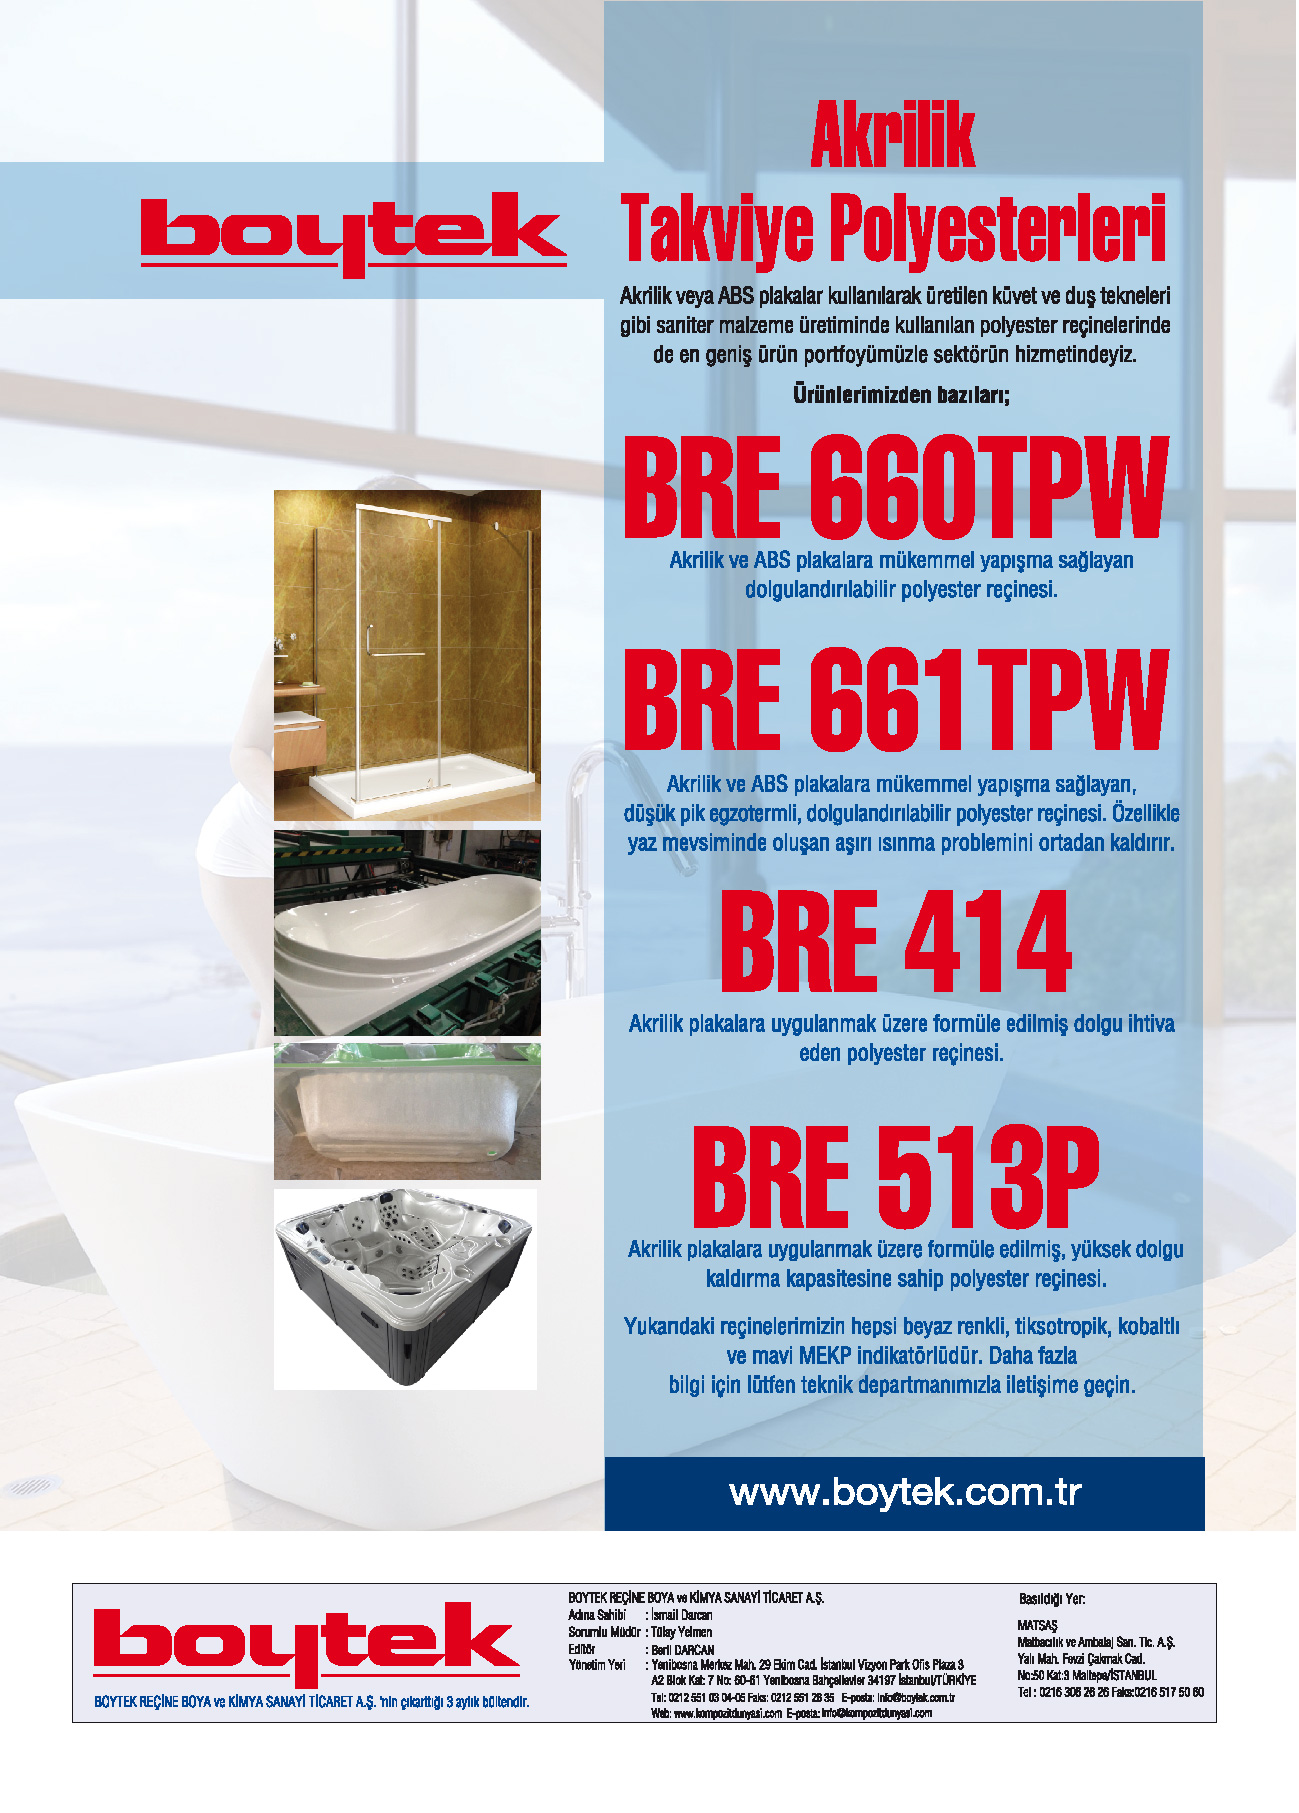 boytek
Akrilik
Takviye Polyesterleri
Akrilik veya ABS plakalar kullanılarak üretilen küvet ve duş tekneleri
gibi saniter malzeme üretiminde kullanılan polyester reçinelerinde
de en geniş ürün portfoyümüzle sektörün hizmetindeyiz.
Ürünlerimizden bazıları;
BRE 660TPW
Akrilik ve ABS plakalara mükemmel yapışma sağlayan
dolgulandırılabilir polyester reçinesi.
BRE 661TPW
Akrilik ve ABS plakalara mükemmel yapışma sağlayan,
düşük pik egzotermli, dolgulandırılabilir polyester reçinesi. Özellikle
yaz mevsiminde oluşan aşırı ısınma problemini ortadan kaldırır.
BRE 414
Akrilik plakalara uygulanmak üzere formüle edilmiş dolgu ihtiva
eden polyester reçinesi.
BRE 513P
Akrilik plakalara uygulanmak üzere formüle edilmiş, yüksek dolgu
kaldırma kapasitesine sahip polyester reçinesi.
Yukarıdaki reçinelerimizin hepsi beyaz renkli, tiksotropik, kobaltlı
ve mavi MEKP indikatörlüdür. Daha fazla
bilgi için lütfen teknik departmanımızla iletişime geçin.
www.boytek.com.tr
boytek
BOYTEK REÇİNE BOYA ve KİMYA SANAYİ TİCARET A.Ş. 'nin çıkarttığı 3 aylık bültendir.
BOYTEK REÇİNE BOYA ve KİMYA SANAYİ TİCARET A.Ş.
Adına Sahibi : İsmail Darcan
Sorumlu Müdür : Tülay Yelmen
Editör : Beril DARCAN
Yönetim Yeri : Yenibosna Merkez Mah. 29 Ekim Cad. İstanbul Vizyon Park Ofis Plaza 3
A2 Blok Kat: 7 No: 60-61 Yenibosna Bahçelievler 34197 İstanbul/TÜRKİYE
Tel: 0212 551 03 04-05 Faks: 0212 551 28 35 E-posta: info@boytek.com.tr
Web: www.kompozitdunyasi.com E-posta: info@kompozitdunyasi.com
Basıldığı Yer:
MATSAŞ
Matbacılık ve Ambalaj San. Tic. A.Ş.
Yalı Mah. Fevzi Çakmak Cad.
No:50 Kat:3 Maltepe/İSTANBUL
Tel : 0216 306 26 26 Faks:0216 517 50 60